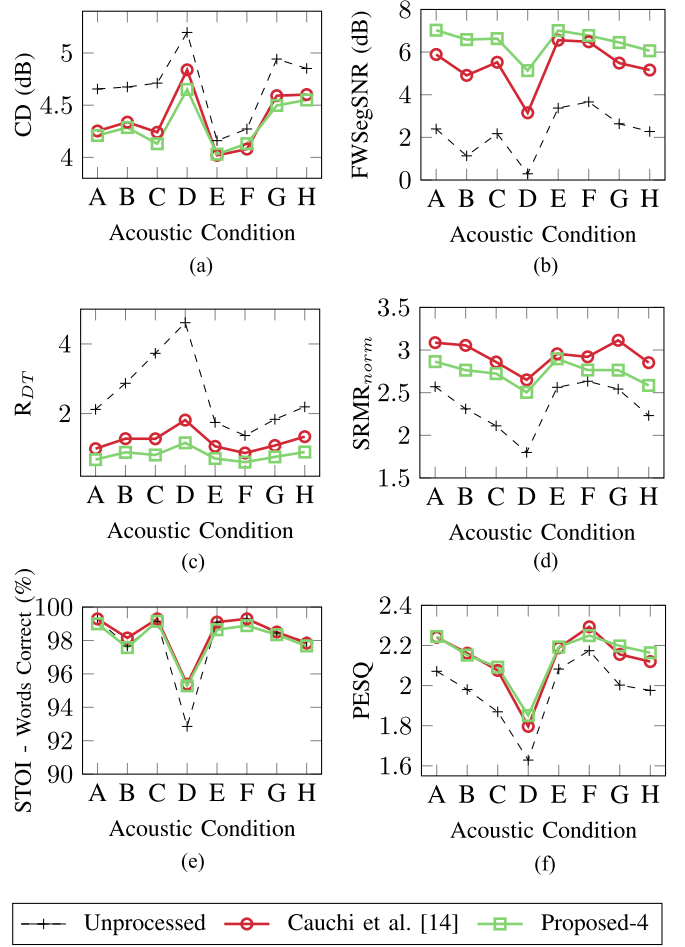 5
4.5
4
CD (dB)
A B C D E F G H
Acoustic Condition
(a)
8
6
4
2
0
FWSegSNR (dB)
A B C D E F G H
Acoustic Condition
(b)
4
2
R_DT
A B C D E F G H
Acoustic Condition
(c)
3.5
3
2.5
2
1.5
SRMR_norm
A B C D E F G H
Acoustic Condition
(d)
100
98
96
94
92
90
STOI - Words Correct (%)
A B C D E F G H
Acoustic Condition
(e)
2.4
2.2
2
1.8
1.6
PESQ
A B C D E F G H
Acoustic Condition
(f)
Unprocessed Cauchi et al. [14] Proposed-4